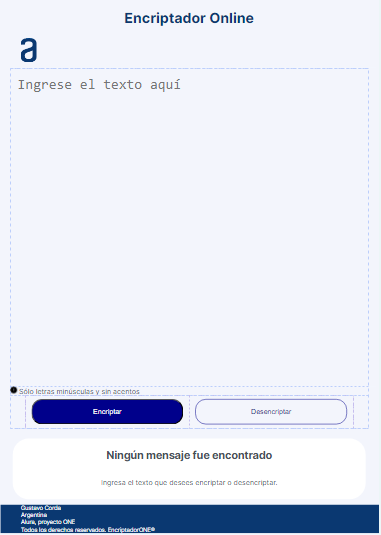 Encriptador Online
a
Ingrese el texto aquí
Sólo letras minúsculas y sin acentos
Encriptar
Desencriptar
Ningún mensaje fue encontrado
Ingresa el texto que desees encriptar o desencriptar.
Gustavo Corda
Argentina
Alura, proyecto ONE
Todos los derechos reservados. EncriptadorONE®